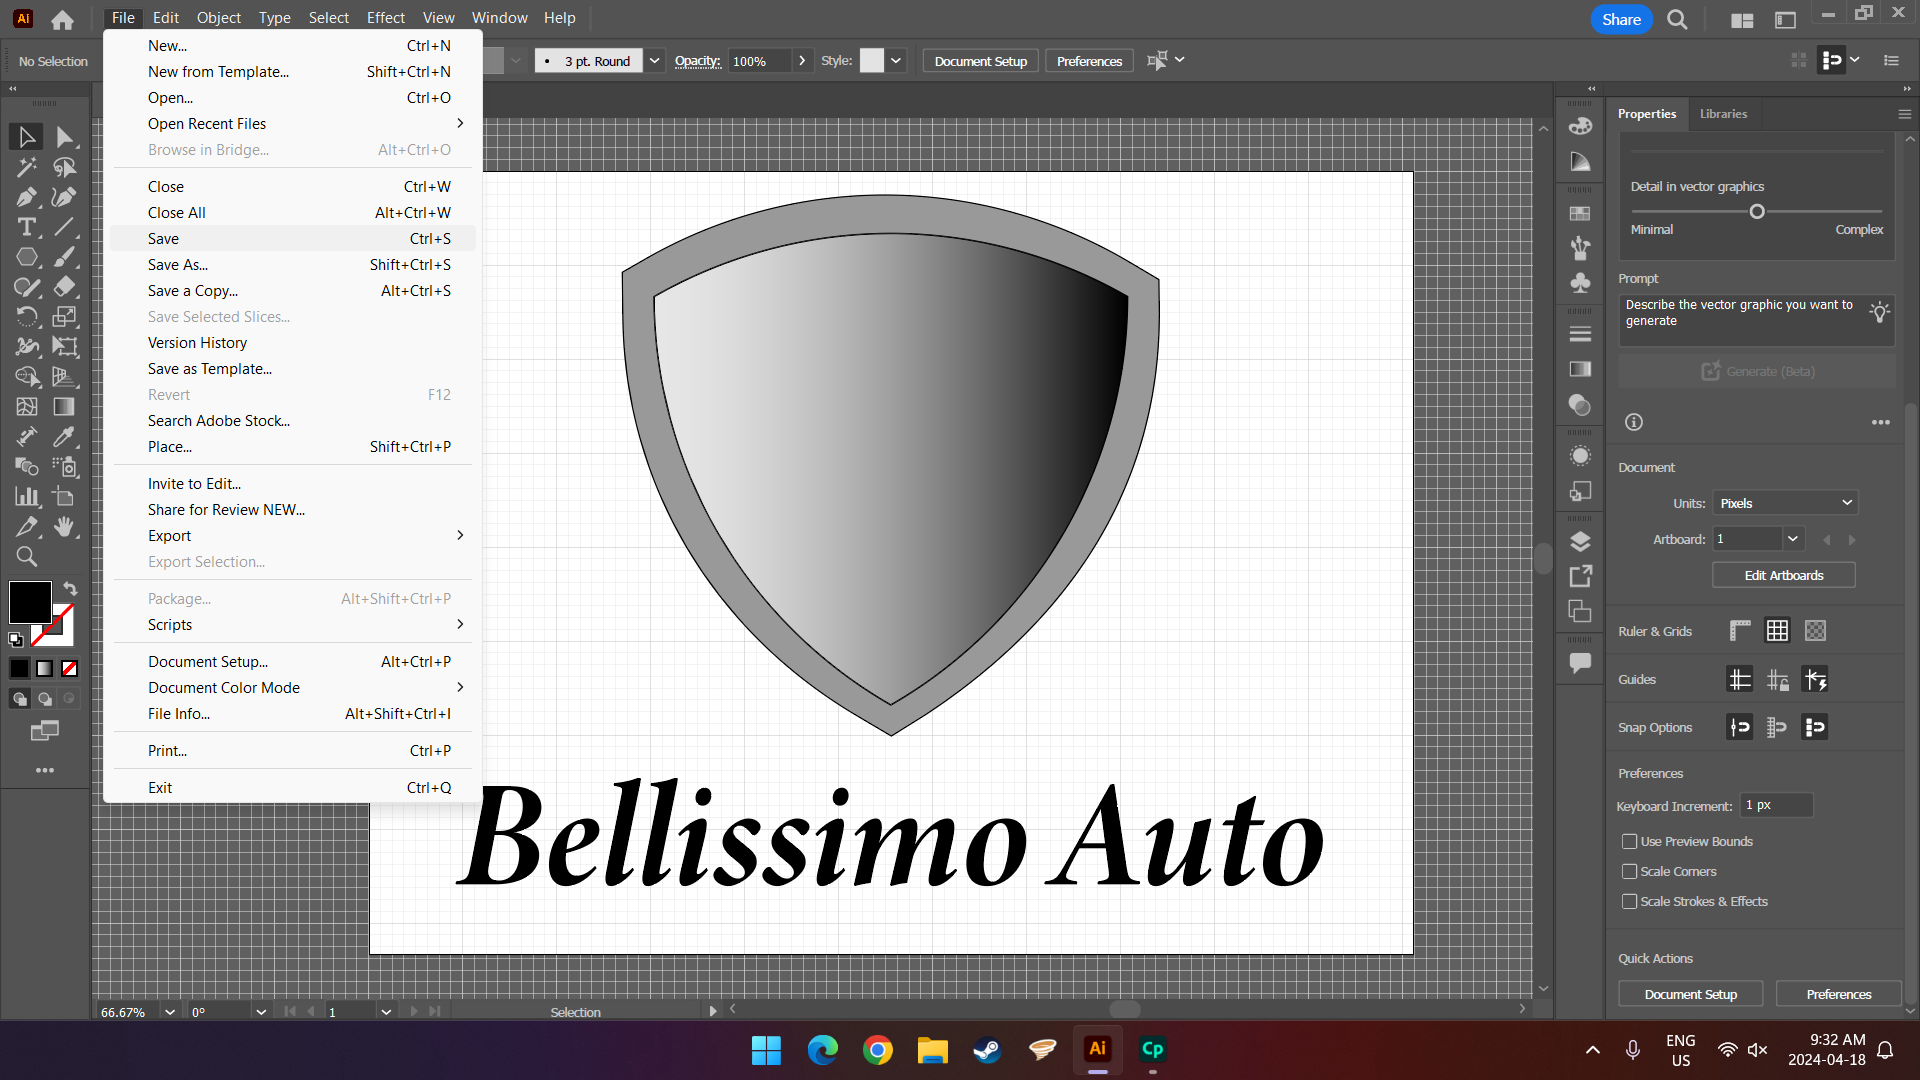 Ai File Edit Object Type Select Effect View Window Help Share
No Selection 3 pt. Round Opacity: 100% Style: Document Setup Preferences
New... Ctrl+N
New from Template... Shift+Ctrl+N
Open... Ctrl+O
Open Recent Files
Browse in Bridge... Alt+Ctrl+O
Close Ctrl+W
Close All Alt+Ctrl+W
Save Ctrl+S
Save As... Shift+Ctrl+S
Save a Copy... Alt+Ctrl+S
Save Selected Slices...
Version History
Save as Template...
Revert F12
Search Adobe Stock...
Place... Shift+Ctrl+P
Invite to Edit...
Share for Review NEW...
Export
Export Selection...
Package... Alt+Shift+Ctrl+P
Scripts
Document Setup... Alt+Ctrl+P
Document Color Mode
File Info... Alt+Shift+Ctrl+I
Print... Ctrl+P
Exit Ctrl+Q
Bellissimo Auto
Properties Libraries
Detail in vector graphics
Minimal Complex
Prompt
Describe the vector graphic you want to
generate
Generate (Beta)
Document
Units: Pixels
Artboard: 1
Edit Artboards
Ruler & Grids
Guides
Snap Options
Preferences
Keyboard Increment: 1 px
Use Preview Bounds
Scale Corners
Scale Strokes & Effects
Quick Actions
Document Setup Preferences
66.67% 0° 1 Selection
Ai Cp
ENG
US
9:32 AM
2024-04-18